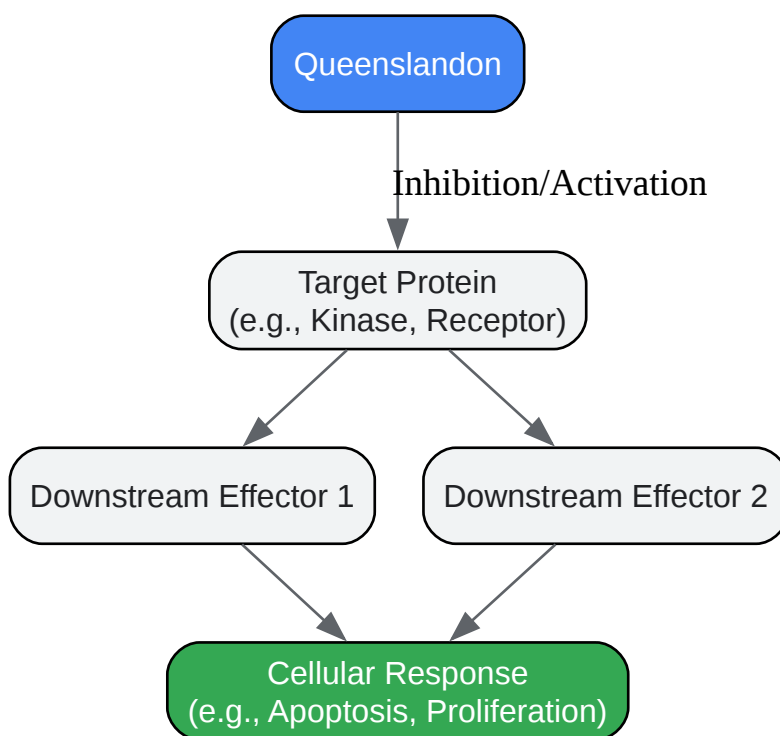 Queenslandon
Inhibition/Activation
Target Protein
(e.g., Kinase, Receptor)
Downstream Effector 1
Downstream Effector 2
Cellular Response
(e.g., Apoptosis, Proliferation)